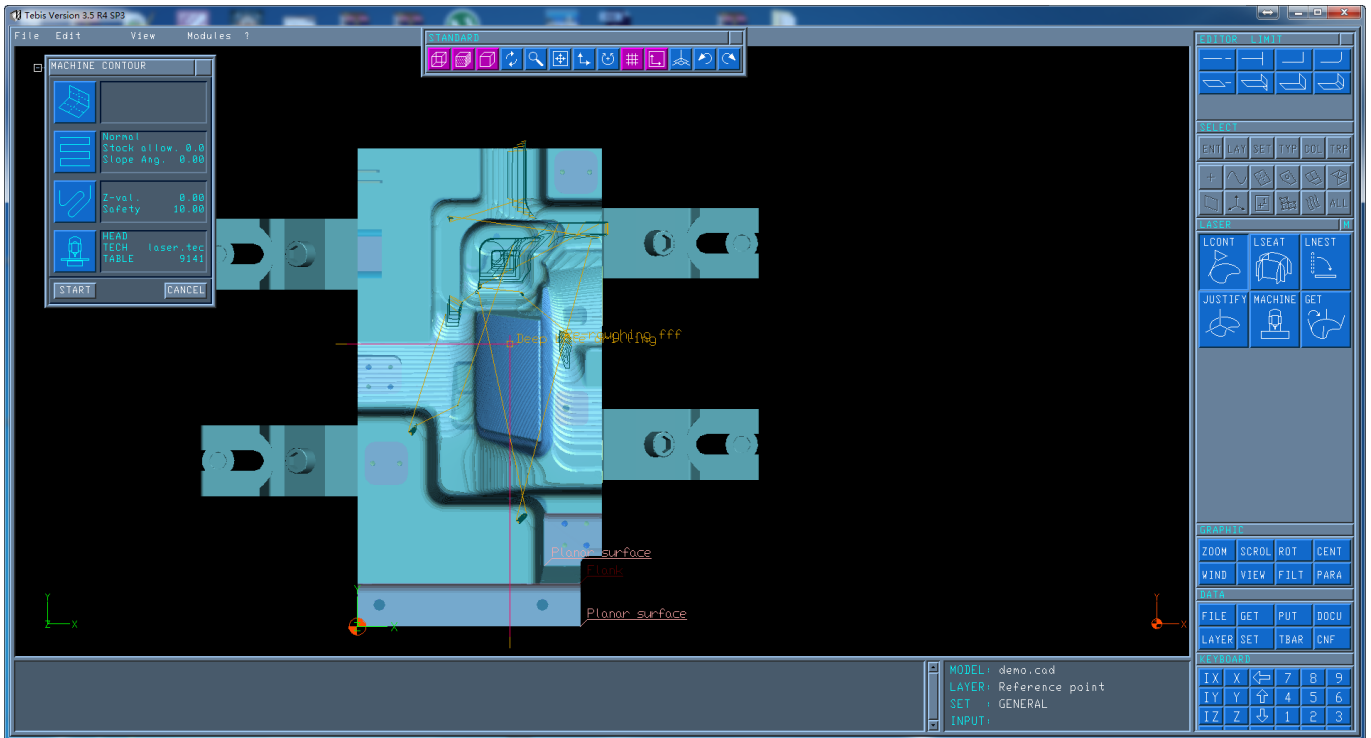 Tebis Version 3.5 R4 SP3
File Edit View Modules ?
STANDARD
MACHINE CONTOUR
Normal
Stock allow. 0.0
Slope Ang. 0.00
Z-val. 0.00
Safety 10.00
HEAD
TECH laser.tec
TABLE 9141
START CANCEL
Deep
roughing fff
Planar surface
Flank
Planar surface
Y
X
Z
Y
X
Y
X
EDITOR LIMIT
SELECT
ENT LAY SET TYP COL TRP
ALL
LASER M
LCONT LSEAT LNEST
JUSTIFY MACHINE GET
GRAPHIC
ZOOM SCROL ROT CENT
WIND VIEW FILT PARA
DATA
FILE GET PUT DOCU
LAYER SET TBAR CNF
KEYBOARD
IX X 7 8 9
IY Y 4 5 6
IZ Z 1 2 3
MODEL: demo.cad
LAYER: Reference point
SET : GENERAL
INPUT: